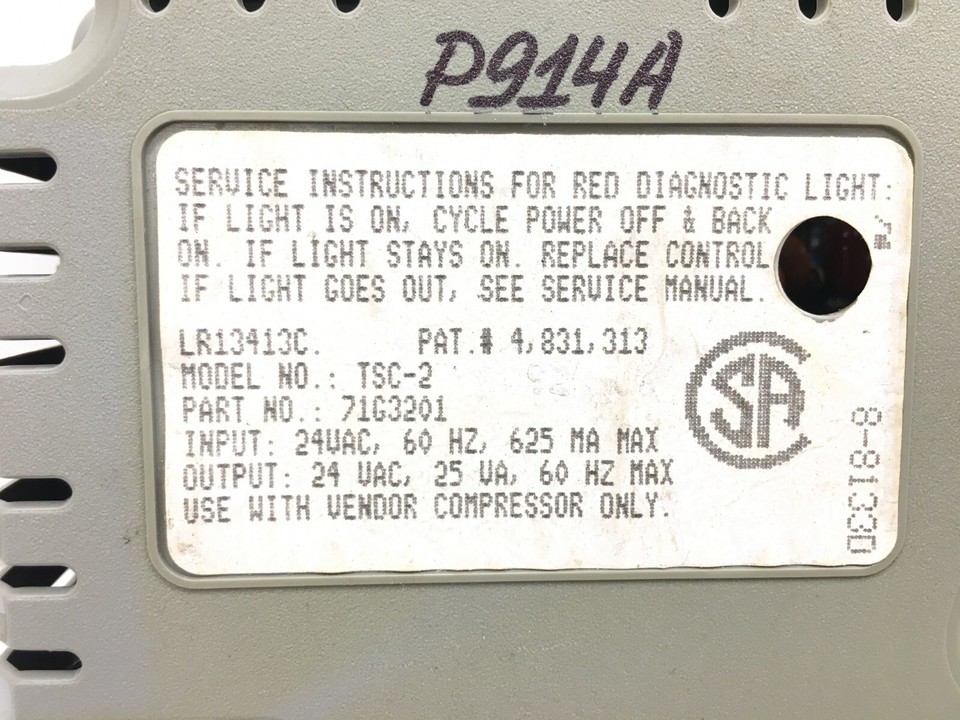 P914A
SERVICE INSTRUCTIONS FOR RED DIAGNOSTIC LIGHT:
IF LIGHT IS ON, CYCLE POWER OFF & BACK
ON. IF LIGHT STAYS ON. REPLACE CONTROL
IF LIGHT GOES OUT, SEE SERVICE MANUAL.
LR13413C. PAT.# 4,831,313
MODEL NO.: TSC-2
PART NO.: 71G3201
INPUT: 24VAC, 60 HZ, 625 MA MAX
OUTPUT: 24 VAC, 25 VA, 60 HZ MAX
USE WITH VENDOR COMPRESSOR ONLY.
SA
8-81330